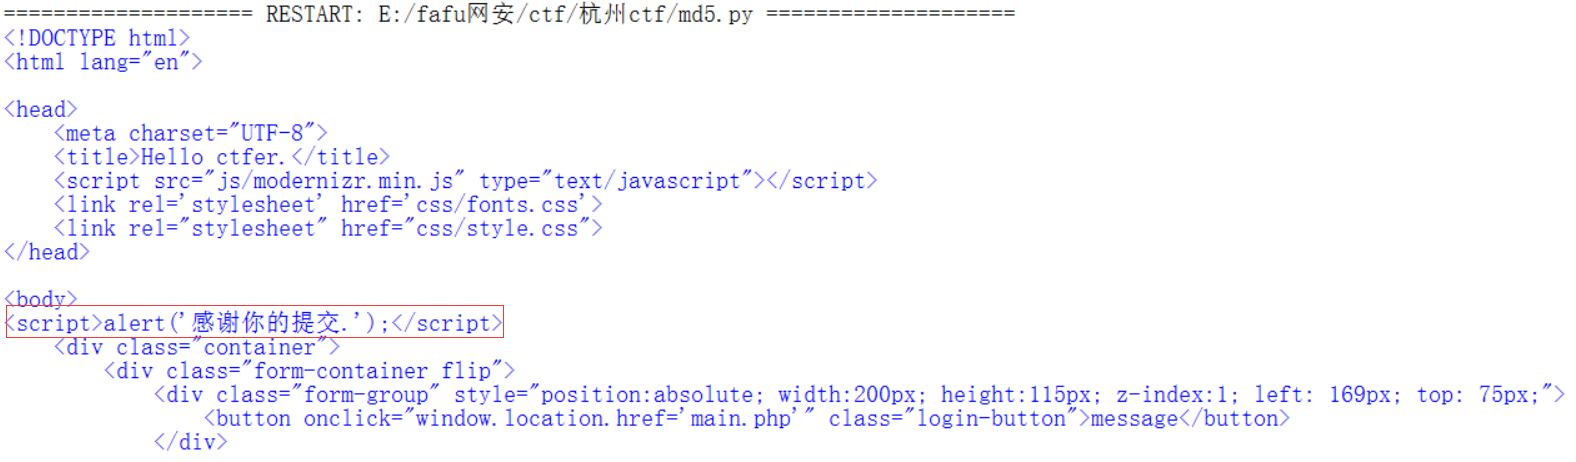 ==================== RESTART: E:/fafu网安/ctf/杭州ctf/md5.py ====================
<!DOCTYPE html>
<html lang="en">
<head>
<meta charset="UTF-8">
<title>Hello ctfer.</title>
<script src="js/modernizr.min.js" type="text/javascript"></script>
<link rel='stylesheet' href='css/fonts.css'>
<link rel="stylesheet" href="css/style.css">
</head>
<body>
<script>alert('感谢你的提交.');</script>
<div class="container">
<div class="form-container flip">
<div class="form-group" style="position:absolute; width:200px; height:115px; z-index:1; left: 169px; top: 75px;">
<button onclick="window.location.href='main.php'" class="login-button">message</button>
</div>